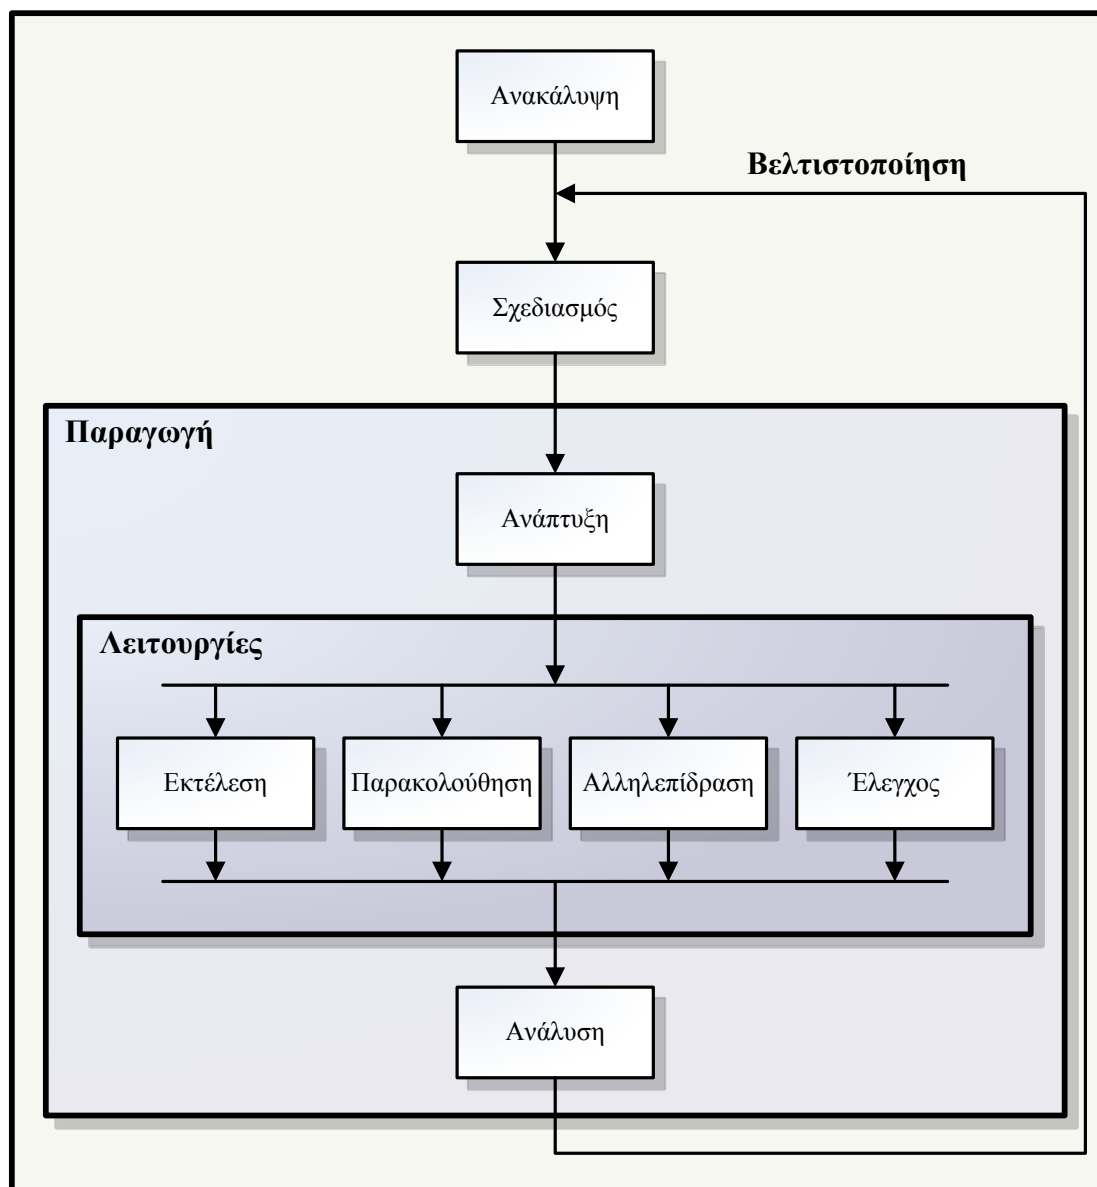 Ανακάλυψη
Βελτιστοποίηση
Σχεδιασμός
Παραγωγή
Ανάπτυξη
Λειτουργίες
Εκτέλεση
Παρακολούθηση
Αλληλεπίδραση
Έλεγχος
Ανάλυση